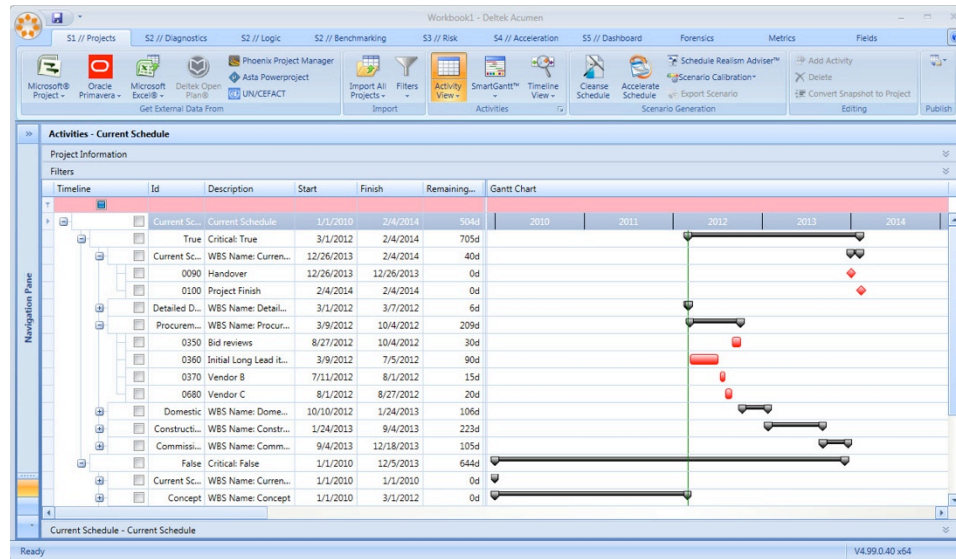 Workbook1 - Deltek Acumen
S1 // Projects S2 // Diagnostics S2 // Logic S2 // Benchmarking S3 // Risk S4 // Acceleration S5 // Dashboard Forensics Metrics Fields
Microsoft® Project Oracle Primavera Microsoft Excel® Deltek Open Plan® Phoenix Project Manager Asta Powerproject UN/CEFACT
Import All Projects Filters Activity View SmartGantt™ Timeline View Cleanse Schedule Accelerate Schedule
Schedule Realism Adviser™ Scenario Calibration Export Scenario Add Activity Delete Convert Snapshot to Project
Get External Data From Import Activities Scenario Generation Editing Publish
Activities - Current Schedule
Project Information
Filters
Timeline Id Description Start Finish Remaining... Gantt Chart
Current Sc... Current Schedule 1/1/2010 2/4/2014 504d 2010 2011 2012 2013 2014
True Critical: True 3/1/2012 2/4/2014 705d
Current Sc... WBS Name: Curren... 12/26/2013 2/4/2014 40d
0090 Handover 12/26/2013 12/26/2013 0d
0100 Project Finish 2/4/2014 2/4/2014 0d
Detailed D... WBS Name: Detail... 3/1/2012 3/7/2012 6d
Procurem... WBS Name: Procur... 3/9/2012 10/4/2012 209d
0350 Bid reviews 8/27/2012 10/4/2012 30d
0360 Initial Long Lead it... 3/9/2012 7/5/2012 90d
0370 Vendor B 7/11/2012 8/1/2012 15d
0680 Vendor C 8/1/2012 8/27/2012 20d
Domestic WBS Name: Dome... 10/10/2012 1/24/2013 106d
Constructi... WBS Name: Constr... 1/24/2013 9/4/2013 223d
Commissi... WBS Name: Comm... 9/4/2013 12/18/2013 105d
False Critical: False 1/1/2010 12/5/2013 644d
Current Sc... WBS Name: Curren... 1/1/2010 1/1/2010 0d
Concept WBS Name: Concept 1/1/2010 3/1/2012 0d
Navigation Pane
Current Schedule - Current Schedule
Ready V4.99.0.40 x64